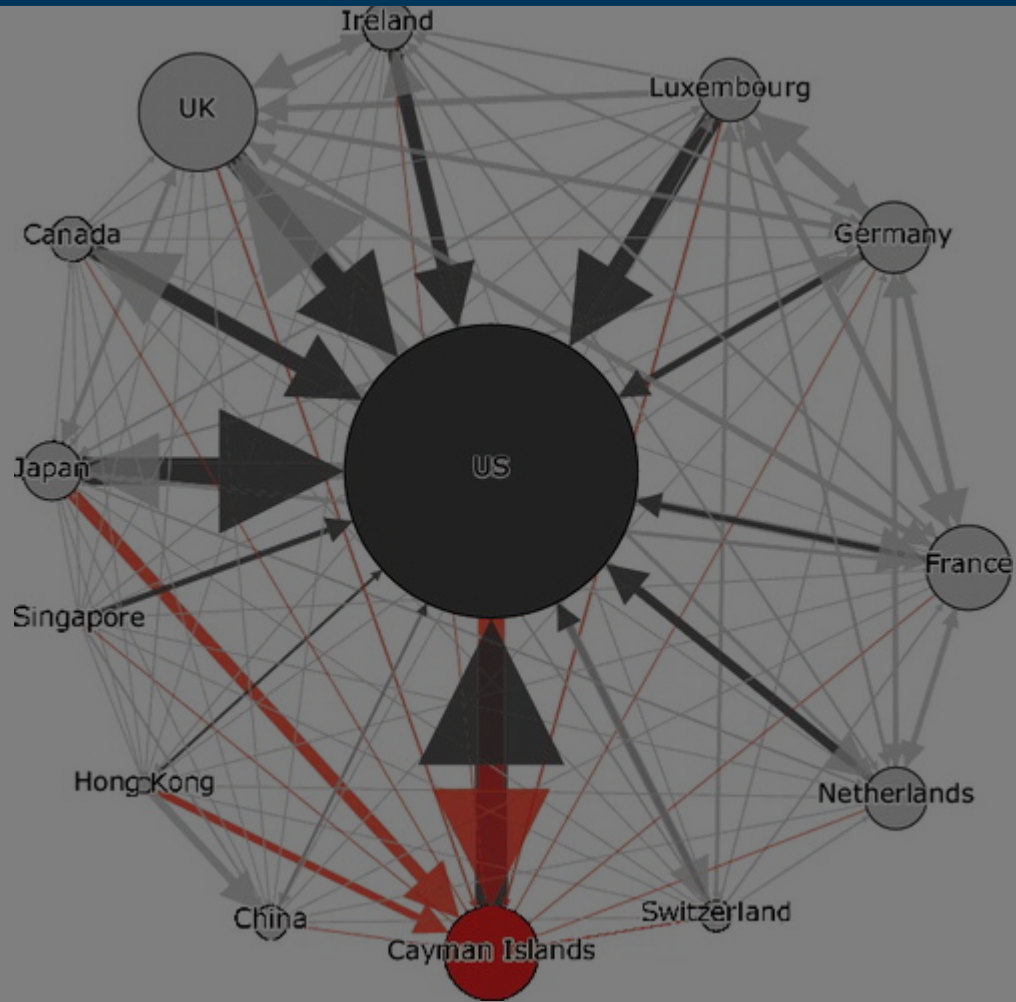 Ireland
Luxembourg
UK
Canada
Germany
US
Japan
France
Singapore
Hong Kong
Netherlands
China
Switzerland
Cayman Islands